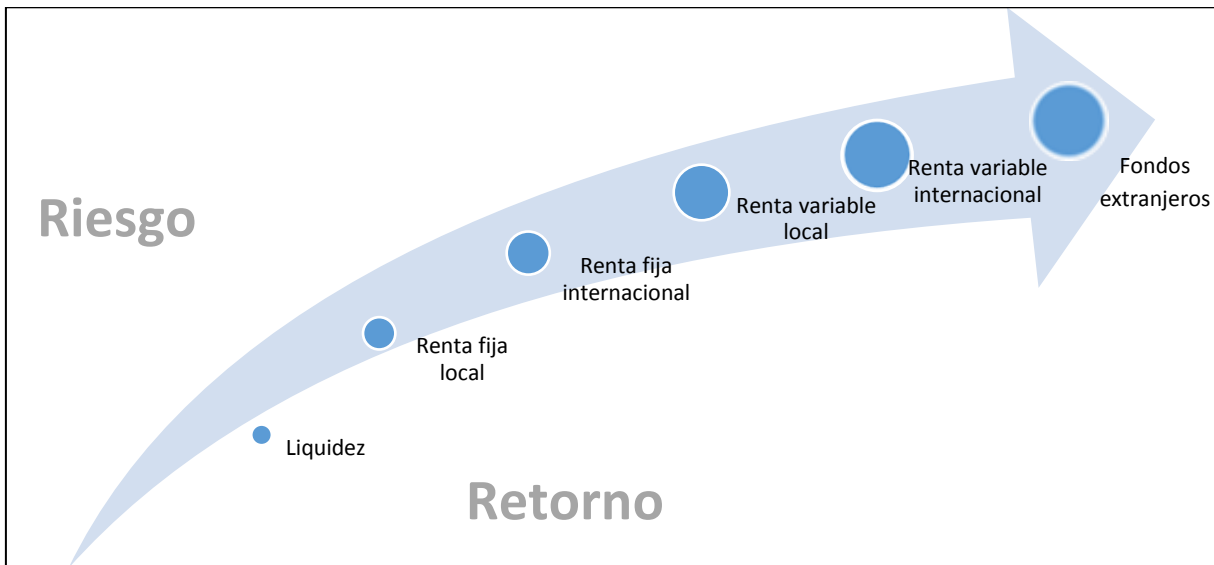 Riesgo
Retorno
Liquidez
Renta fija
local
Renta fija
internacional
Renta variable
local
Renta variable
internacional
Fondos
extranjeros